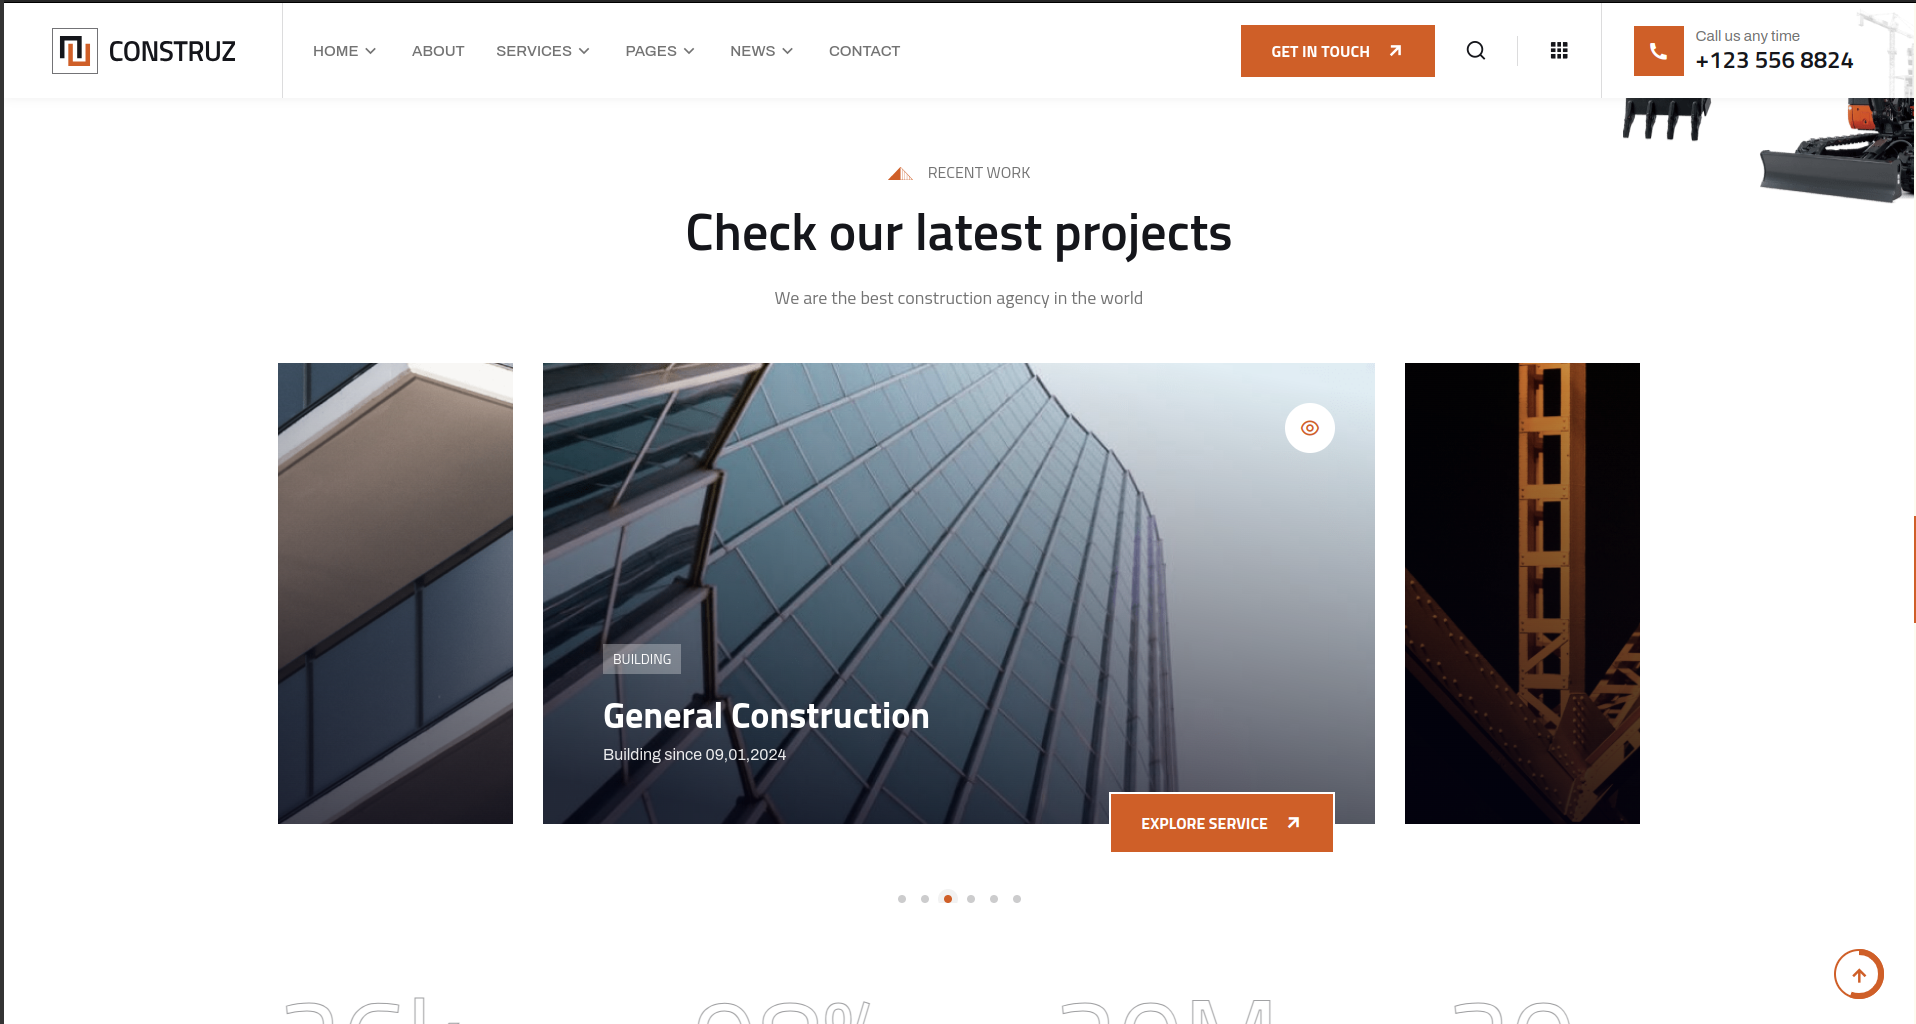 CONSTRUZ
HOME
ABOUT
SERVICES
PAGES
NEWS
CONTACT
GET IN TOUCH
Call us any time
+123 556 8824
RECENT WORK
Check our latest projects
We are the best construction agency in the world
BUILDING
General Construction
Building since 09,01,2024
EXPLORE SERVICE